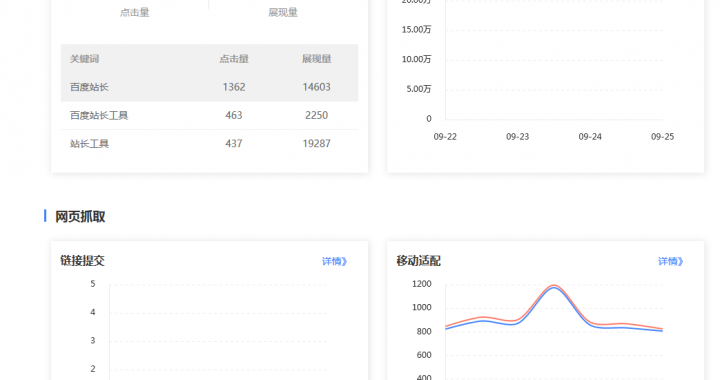 点击量
展现量
关键词 点击量 展现量
百度站长 1362 14603
百度站长工具 463 2250
站长工具 437 19287
20.00万
15.00万
10.00万
5.00万
0
09-22 09-23 09-24 09-25
网页抓取
链接提交 详情》
5
4
3
2
移动适配 详情》
1200
1000
800
600
400